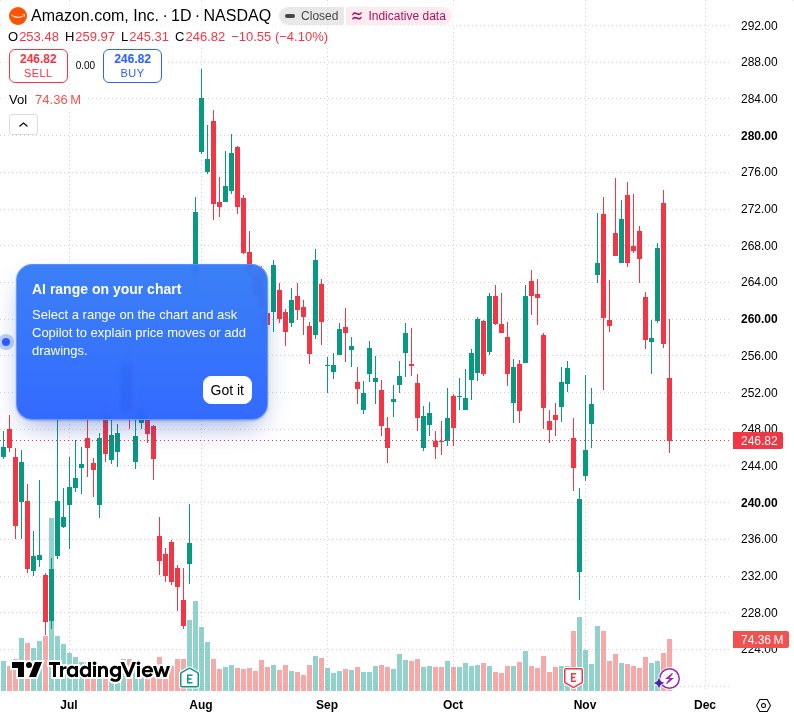 Amazon.com, Inc. · 1D · NASDAQ Closed Indicative data
O253.48 H259.97 L245.31 C246.82 −10.55 (−4.10%)
246.82 SELL 0.00 246.82 BUY
Vol 74.36 M
AI range on your chart
Select a range on the chart and ask
Copilot to explain price moves or add
drawings.
Got it
292.00
288.00
284.00
280.00
276.00
272.00
268.00
264.00
260.00
256.00
252.00
248.00
246.82
244.00
240.00
236.00
232.00
228.00
74.36 M
224.00
TradingView
E E
Jul Aug Sep Oct Nov Dec